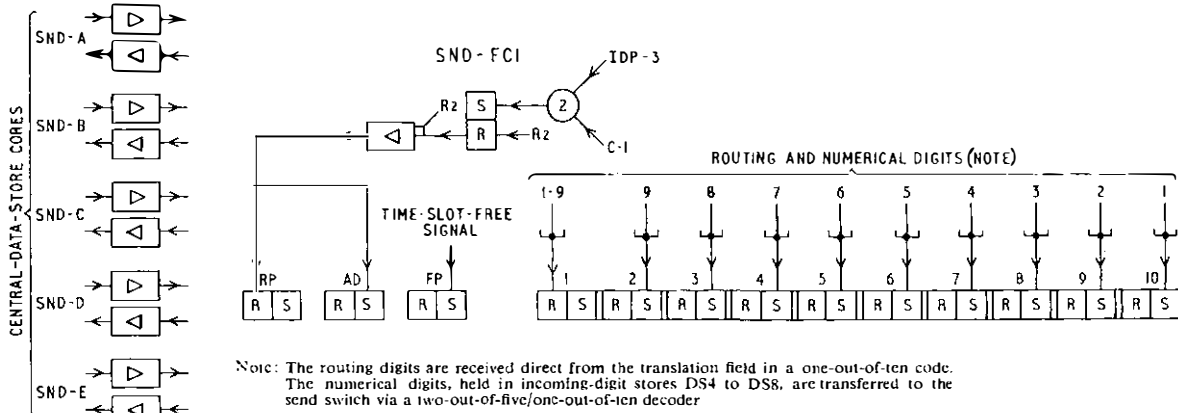 CENTRAL-DATA-STORE CORES
SND-A
SND-B
SND-C
SND-D
SND-E
SND-FC1
IDP-3
2
C-1
R2
S
R
R2
ROUTING AND NUMERICAL DIGITS (NOTE)
1-9 9 8 7 6 5 4 3 2 1
TIME-SLOT-FREE
SIGNAL
RP AD FP 1 2 3 4 5 6 7 8 9 10
R S R S R S R S R S R S R S R S R S R S R S R S R S
Note: The routing digits are received direct from the translation field in a one-out-of-ten code.
The numerical digits, held in incoming-digit stores DS4 to DS8, are transferred to the
send switch via a two-out-of-five/one-out-of-ten decoder